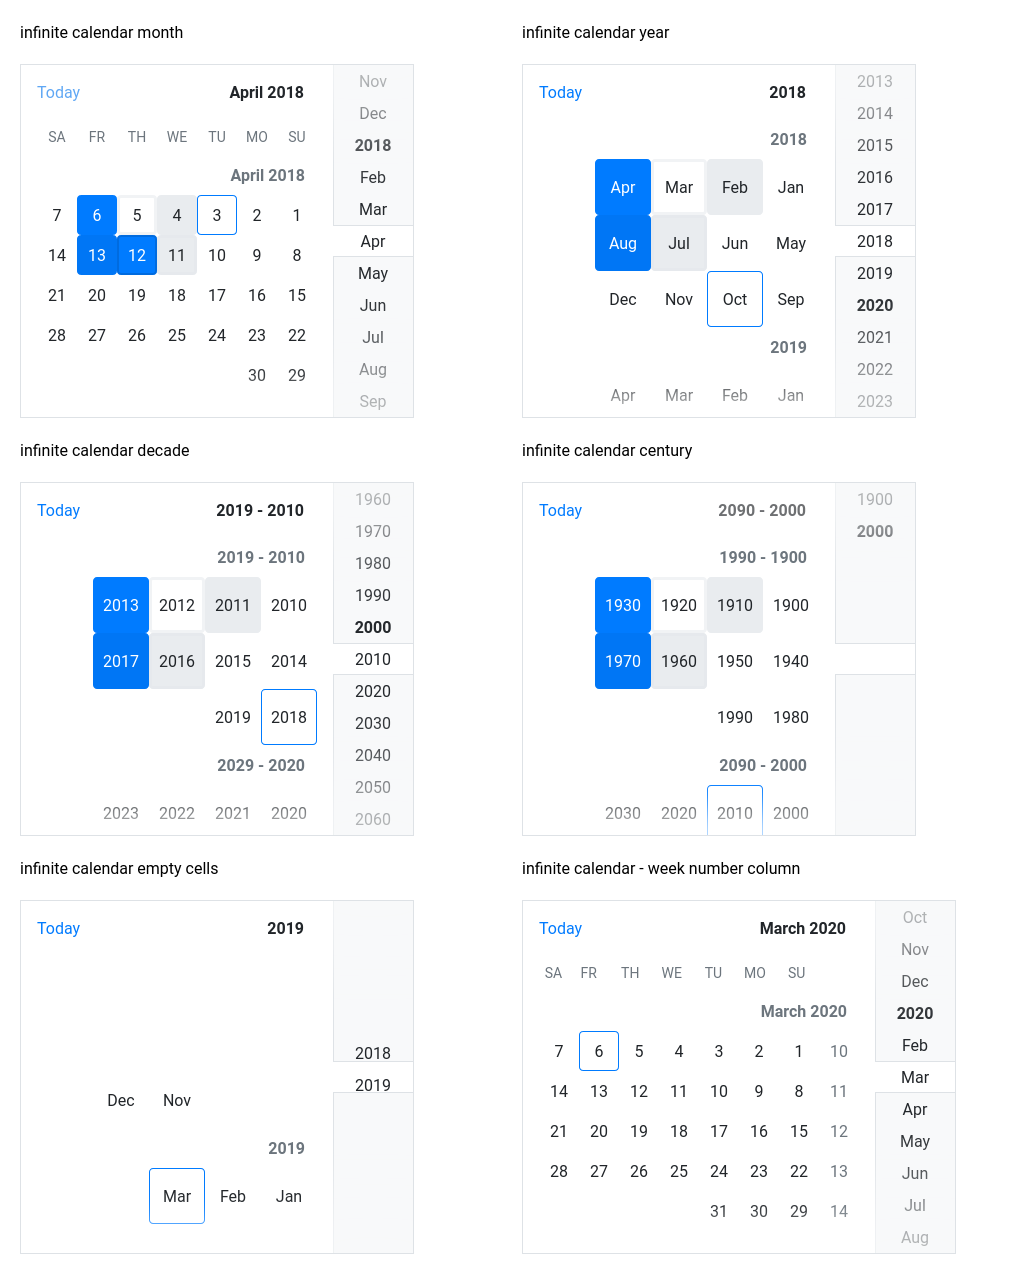 infinite calendar month
Today April 2018
SA FR TH WE TU MO SU
April 2018
7 6 5 4 3 2 1
14 13 12 11 10 9 8
21 20 19 18 17 16 15
28 27 26 25 24 23 22
30 29
Nov
Dec
2018
Feb
Mar
Apr
May
Jun
Jul
Aug
Sep
infinite calendar year
Today 2018
2018
Apr Mar Feb Jan
Aug Jul Jun May
Dec Nov Oct Sep
2019
Apr Mar Feb Jan
2013
2014
2015
2016
2017
2018
2019
2020
2021
2022
2023
infinite calendar decade
Today 2019 - 2010
2019 - 2010
2013 2012 2011 2010
2017 2016 2015 2014
2019 2018
2029 - 2020
2023 2022 2021 2020
1960
1970
1980
1990
2000
2010
2020
2030
2040
2050
2060
infinite calendar century
Today 2090 - 2000
1990 - 1900
1930 1920 1910 1900
1970 1960 1950 1940
1990 1980
2090 - 2000
2030 2020 2010 2000
1900
2000
infinite calendar empty cells
Today 2019
Dec Nov
2019
Mar Feb Jan
2018
2019
infinite calendar - week number column
Today March 2020
SA FR TH WE TU MO SU
March 2020
7 6 5 4 3 2 1 10
14 13 12 11 10 9 8 11
21 20 19 18 17 16 15 12
28 27 26 25 24 23 22 13
31 30 29 14
Oct
Nov
Dec
2020
Feb
Mar
Apr
May
Jun
Jul
Aug